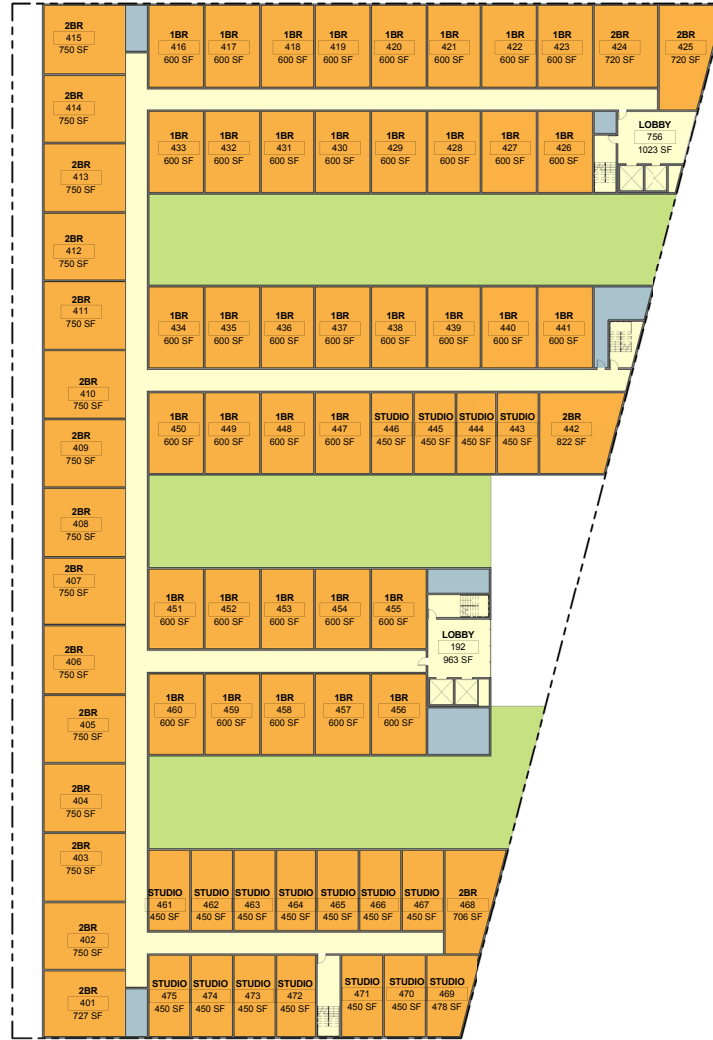 2BR
415
750 SF
1BR
416
600 SF
1BR
417
600 SF
1BR
418
600 SF
1BR
419
600 SF
1BR
420
600 SF
1BR
421
600 SF
1BR
422
600 SF
1BR
423
600 SF
2BR
424
720 SF
2BR
425
720 SF
2BR
414
750 SF
1BR
433
600 SF
1BR
432
600 SF
1BR
431
600 SF
1BR
430
600 SF
1BR
429
600 SF
1BR
428
600 SF
1BR
427
600 SF
1BR
426
600 SF
LOBBY
756
1023 SF
2BR
413
750 SF
2BR
412
750 SF
2BR
411
750 SF
1BR
434
600 SF
1BR
435
600 SF
1BR
436
600 SF
1BR
437
600 SF
1BR
438
600 SF
1BR
439
600 SF
1BR
440
600 SF
1BR
441
600 SF
2BR
410
750 SF
2BR
409
750 SF
1BR
450
600 SF
1BR
449
600 SF
1BR
448
600 SF
1BR
447
600 SF
STUDIO
446
450 SF
STUDIO
445
450 SF
STUDIO
444
450 SF
STUDIO
443
450 SF
2BR
442
822 SF
2BR
408
750 SF
2BR
407
750 SF
1BR
451
600 SF
1BR
452
600 SF
1BR
453
600 SF
1BR
454
600 SF
1BR
455
600 SF
LOBBY
192
963 SF
2BR
406
750 SF
2BR
405
750 SF
1BR
460
600 SF
1BR
459
600 SF
1BR
458
600 SF
1BR
457
600 SF
1BR
456
600 SF
2BR
404
750 SF
2BR
403
750 SF
STUDIO
461
450 SF
STUDIO
462
450 SF
STUDIO
463
450 SF
STUDIO
464
450 SF
STUDIO
465
450 SF
STUDIO
466
450 SF
STUDIO
467
450 SF
2BR
468
706 SF
2BR
402
750 SF
2BR
401
727 SF
STUDIO
475
450 SF
STUDIO
474
450 SF
STUDIO
473
450 SF
STUDIO
472
450 SF
STUDIO
471
450 SF
STUDIO
470
450 SF
STUDIO
469
478 SF